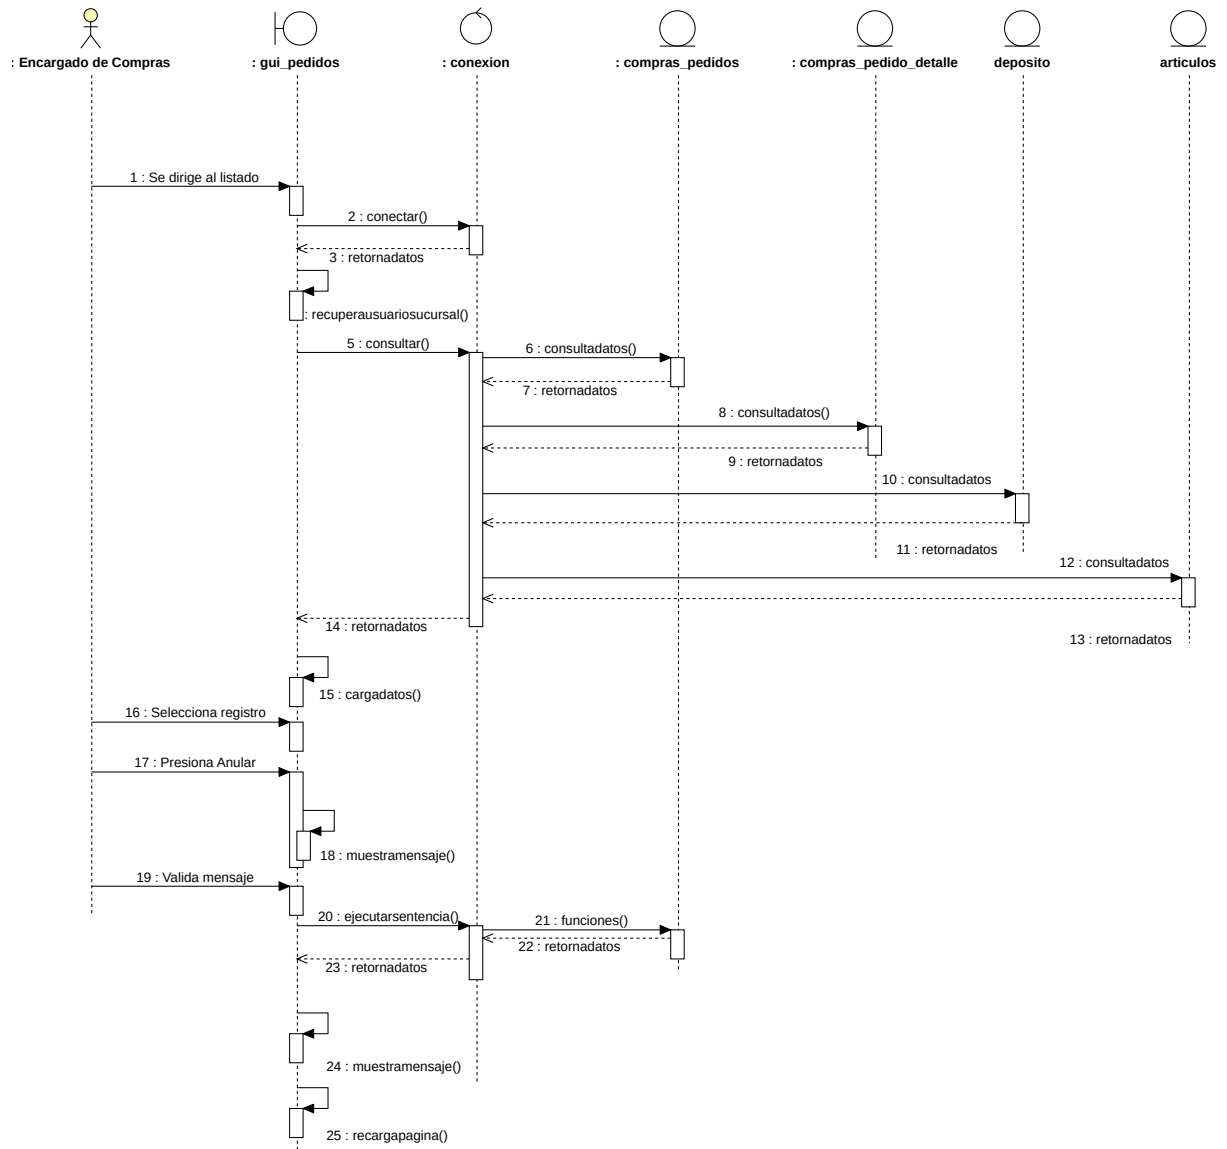 : Encargado de Compras
: gui_pedidos
: conexion
: compras_pedidos
: compras_pedido_detalle
deposito
articulos
1 : Se dirige al listado
2 : conectar()
3 : retornadatos
: recuperausuariosucursal()
5 : consultar()
6 : consultadatos()
7 : retornadatos
8 : consultadatos()
9 : retornadatos
10 : consultadatos
11 : retornadatos
12 : consultadatos
14 : retornadatos
13 : retornadatos
15 : cargadatos()
16 : Selecciona registro
17 : Presiona Anular
18 : muestramensaje()
19 : Valida mensaje
20 : ejecutarsentencia()
21 : funciones()
22 : retornadatos
23 : retornadatos
24 : muestramensaje()
25 : recargapagina()